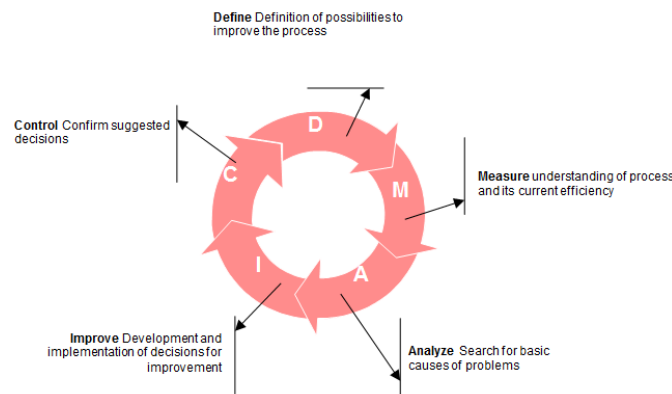 Define Definition of possibilities to
improve the process
D
Control Confirm suggested
decisions
C
M
Measure understanding of process
and its current efficiency
I
A
Improve Development and
implementation of decisions for
improvement
Analyze Search for basic
causes of problems